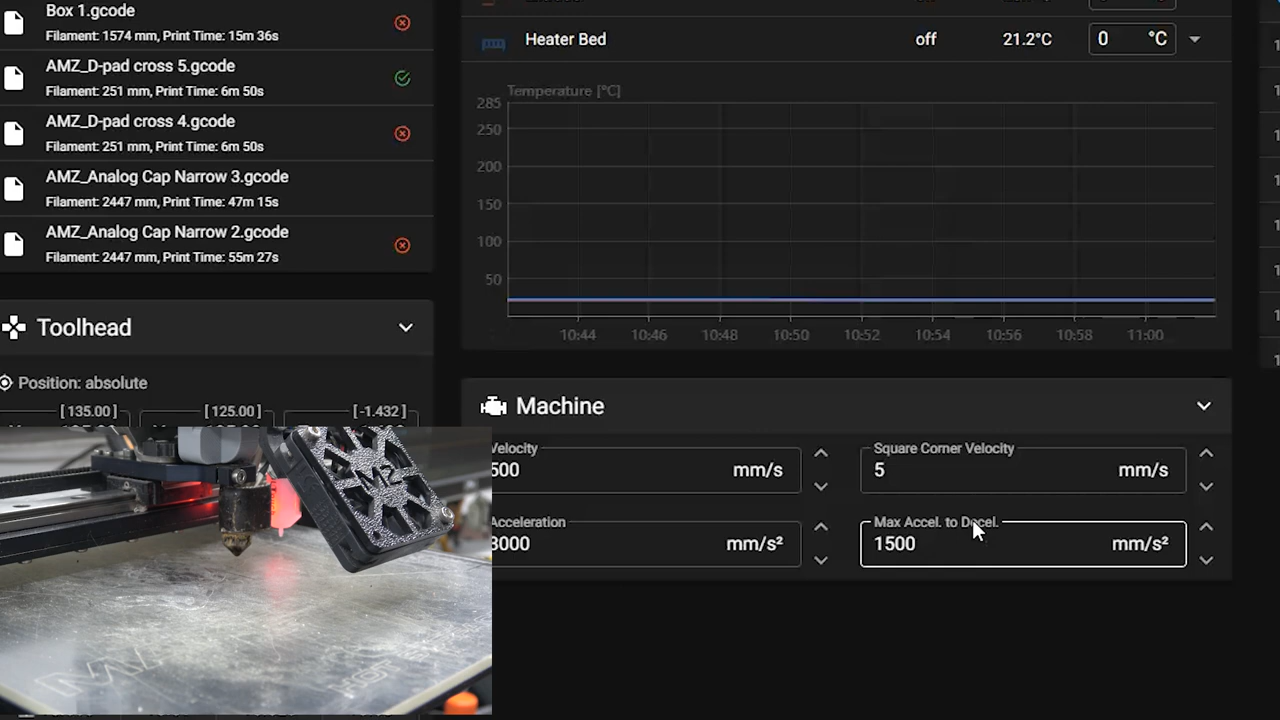 Box 1.gcode
Filament: 1574 mm, Print Time: 15m 36s
AMZ_D-pad cross 5.gcode
Filament: 251 mm, Print Time: 6m 50s
AMZ_D-pad cross 4.gcode
Filament: 251 mm, Print Time: 6m 50s
AMZ_Analog Cap Narrow 3.gcode
Filament: 2447 mm, Print Time: 47m 15s
AMZ_Analog Cap Narrow 2.gcode
Filament: 2447 mm, Print Time: 55m 27s
Toolhead
Position: absolute
[ 135.00 ] [ 125.00 ] [ -1.432 ]
Heater Bed off 21.2°C 0 °C
Temperature [°C]
285
250
200
150
100
50
10:44 10:46 10:48 10:50 10:52 10:54 10:56 10:58 11:00
Machine
Velocity
500 mm/s
Square Corner Velocity
5 mm/s
Acceleration
3000 mm/s²
Max Accel. to Decel.
1500 mm/s²
MZ